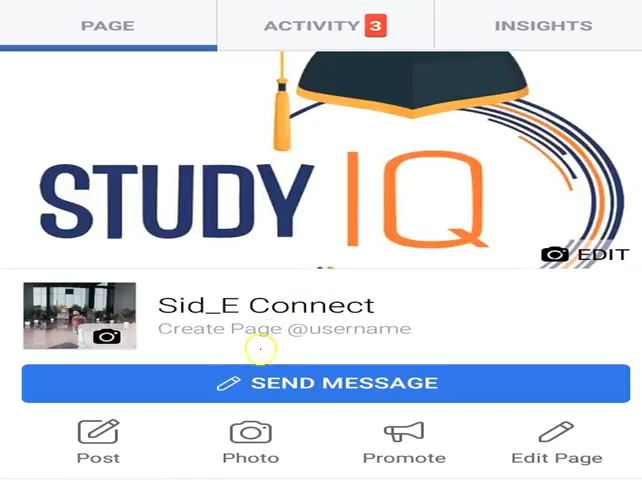 PAGE ACTIVITY 3 INSIGHTS
STUDY IQ
EDIT
Sid_E Connect
Create Page @username
SEND MESSAGE
Post Photo Promote Edit Page